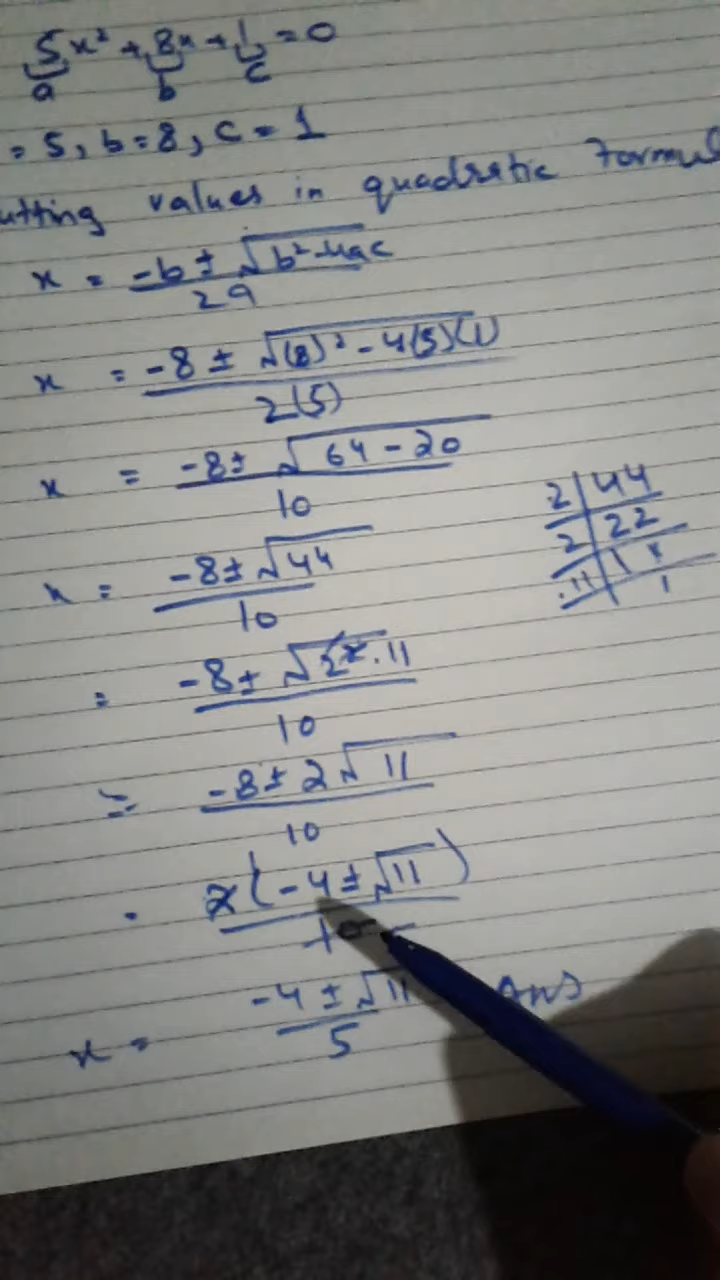 5x² + 8x + 1 = 0
a b c
= 5, b = 8, c = 1
utting values in quadratic formul
x = -b ± √b² - 4ac
2a
x = -8 ± √(8)² - 4(5)(1)
2(5)
x = -8 ± √64 - 20
10
2 | 44
2 | 22
11 | 11
1
x = -8 ± √44
10
= -8 ± √2² . 11
10
= -8 ± 2√11
10
= 2(-4 ± √11)
10
x = -4 ± √11 Ans
5